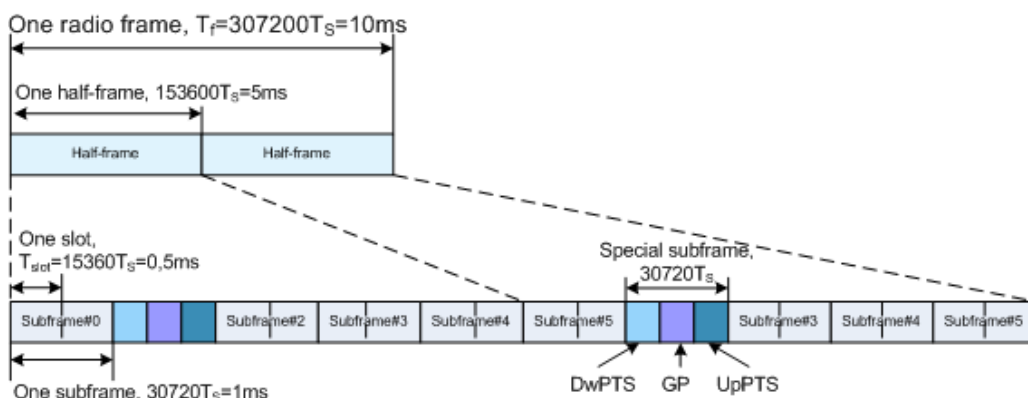 One radio frame, Tf=307200TS=10ms
One half-frame, 153600TS=5ms
Half-frame
Half-frame
One slot,
Tslot=15360TS=0,5ms
Special subframe,
30720TS
Subframe#0
Subframe#2
Subframe#3
Subframe#4
Subframe#5
Subframe#3
Subframe#4
Subframe#5
DwPTS
GP
UpPTS
One subframe, 30720TS=1ms